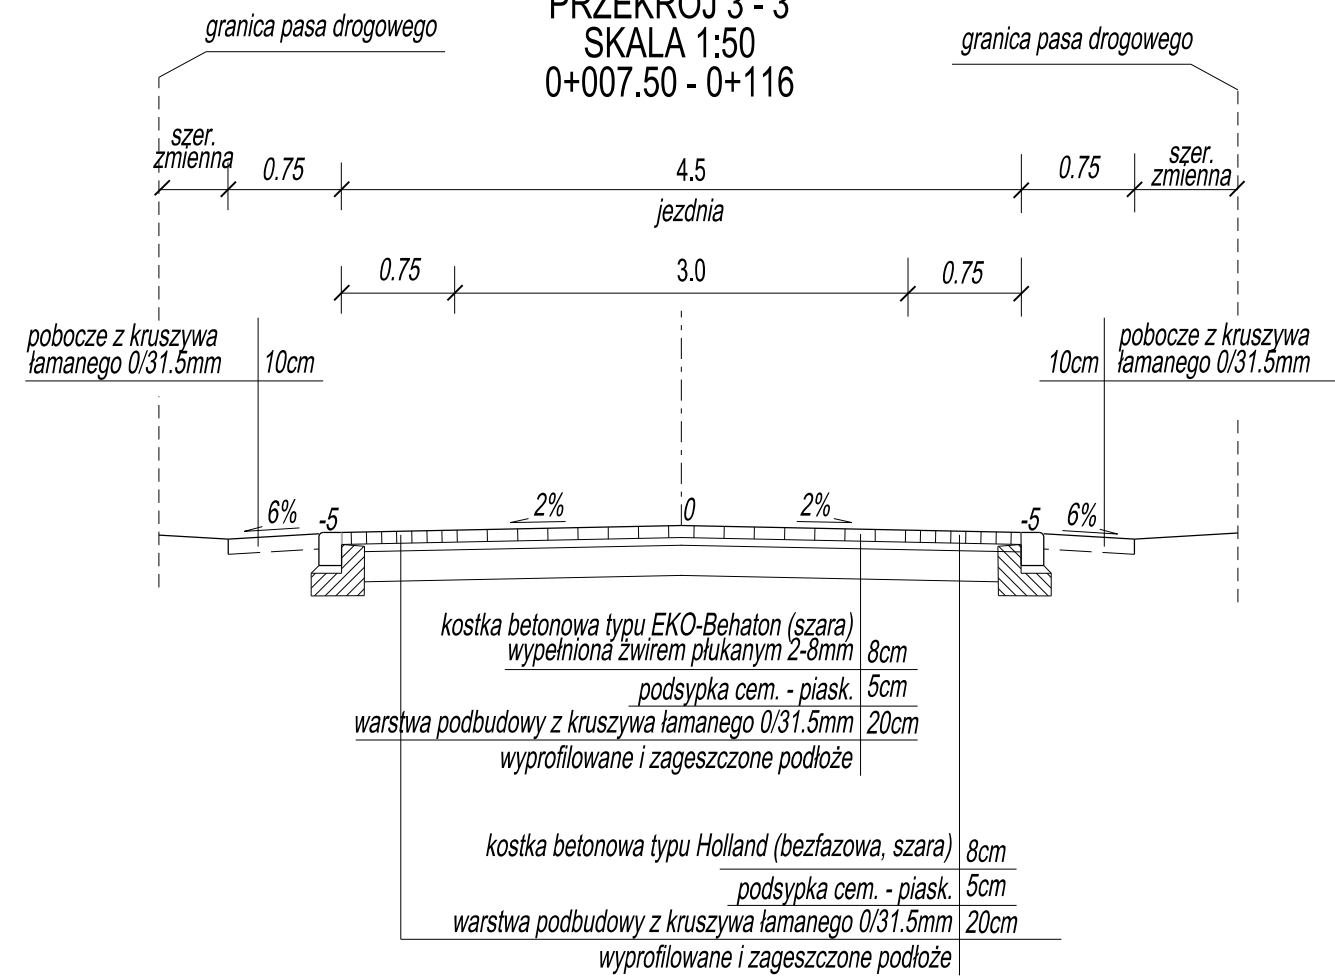 PRZEKRÓJ 3 - 3
SKALA 1:50
0+007.50 - 0+116
granica pasa drogowego
granica pasa drogowego
szer.
zmienna
0.75
4.5
0.75
szer.
zmienna
jezdnia
0.75
3.0
0.75
pobocze z kruszywa
łamanego 0/31.5mm
10cm
10cm
pobocze z kruszywa
łamanego 0/31.5mm
6%
-5
2%
0
2%
-5
6%
kostka betonowa typu EKO-Behaton (szara)
wypełniona żwirem płukanym 2-8mm
8cm
podsypka cem. - piask.
5cm
warstwa podbudowy z kruszywa łamanego 0/31.5mm
20cm
wyprofilowane i zageszczone podłoże
kostka betonowa typu Holland (bezfazowa, szara)
8cm
podsypka cem. - piask.
5cm
warstwa podbudowy z kruszywa łamanego 0/31.5mm
20cm
wyprofilowane i zageszczone podłoże